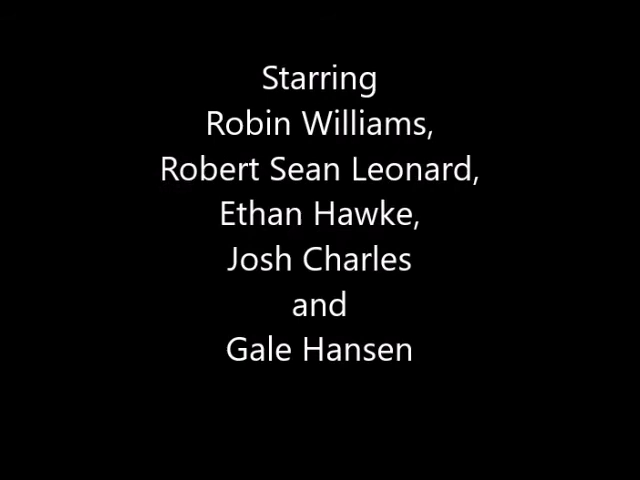 Starring
Robin Williams,
Robert Sean Leonard,
Ethan Hawke,
Josh Charles
and
Gale Hansen